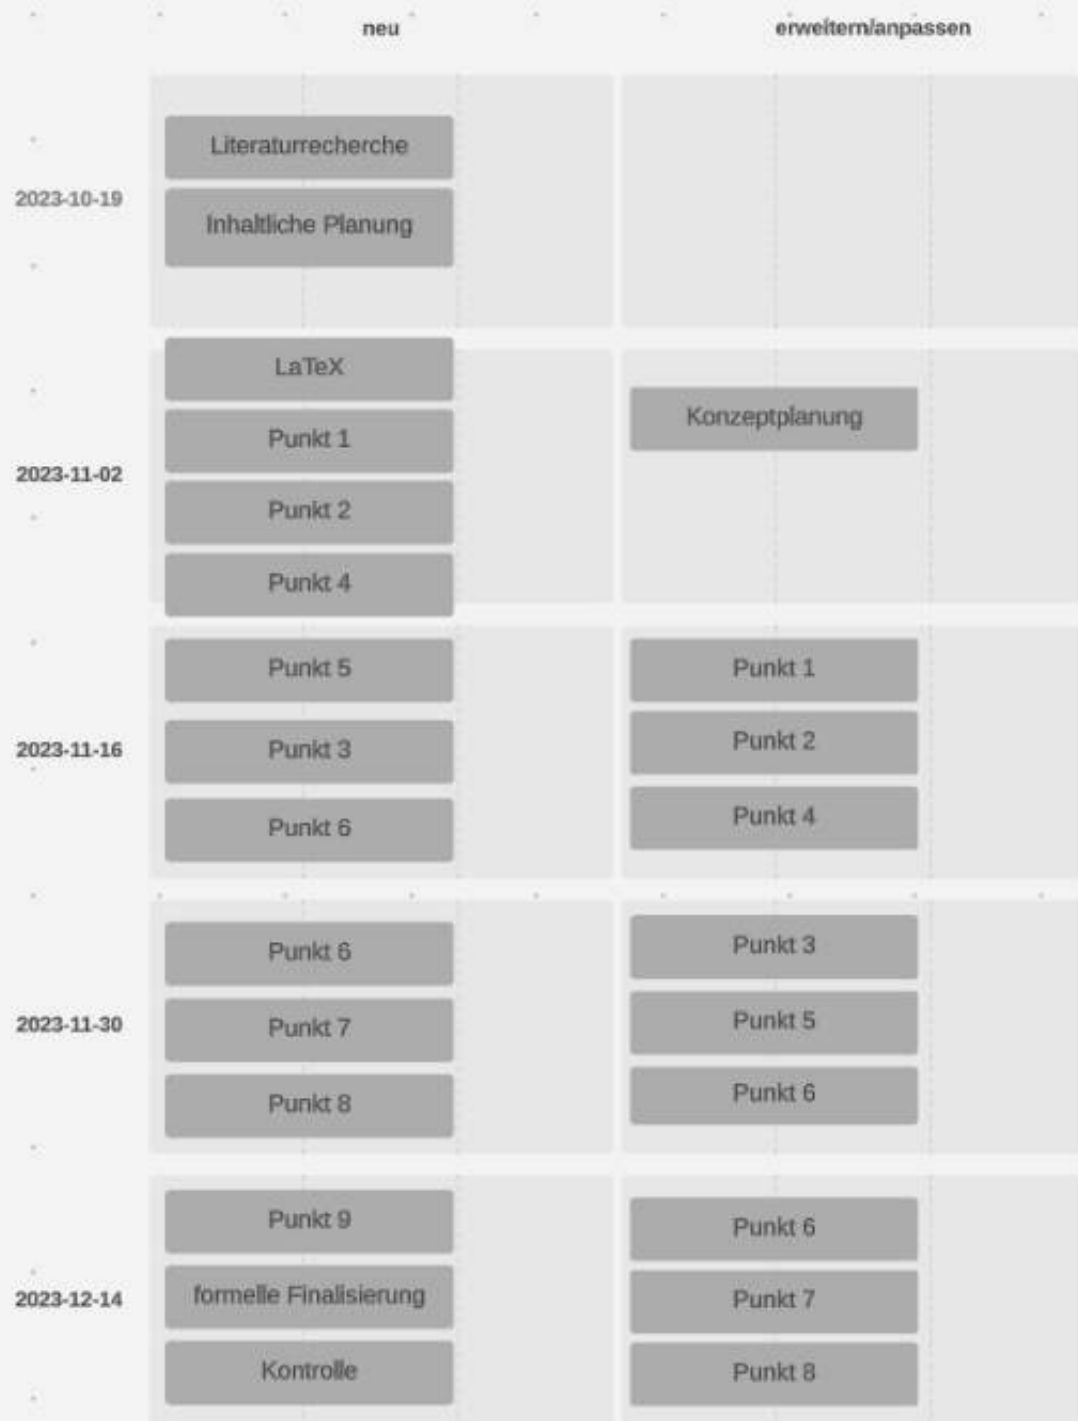 neu
erweitern/anpassen
2023-10-19
Literaturrecherche
Inhaltliche Planung
2023-11-02
LaTeX
Punkt 1
Punkt 2
Punkt 4
Konzeptplanung
2023-11-16
Punkt 5
Punkt 3
Punkt 6
Punkt 1
Punkt 2
Punkt 4
2023-11-30
Punkt 6
Punkt 7
Punkt 8
Punkt 3
Punkt 5
Punkt 6
2023-12-14
Punkt 9
formelle Finalisierung
Kontrolle
Punkt 6
Punkt 7
Punkt 8